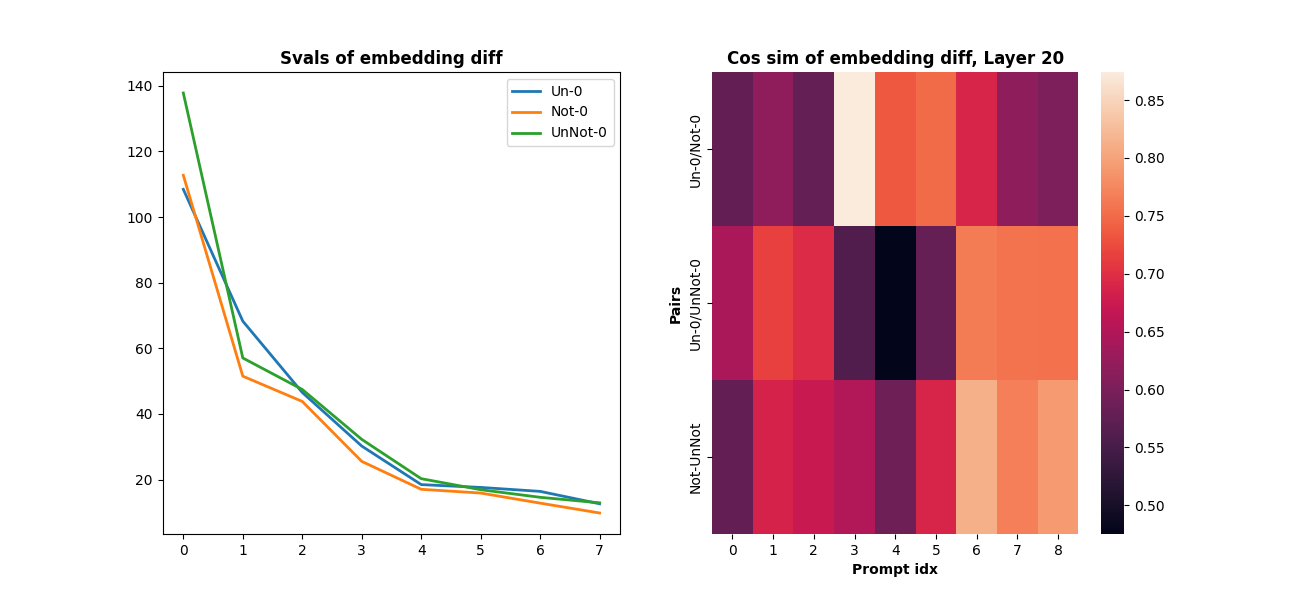 Svals of embedding diff
140
120
100
80
60
40
20
0 1 2 3 4 5 6 7
Un-0
Not-0
UnNot-0
Cos sim of embedding diff, Layer 20
Pairs
Un-0/Not-0
Un-0/UnNot-0
Not-UnNot
0 1 2 3 4 5 6 7 8
Prompt idx
0.85
0.80
0.75
0.70
0.65
0.60
0.55
0.50